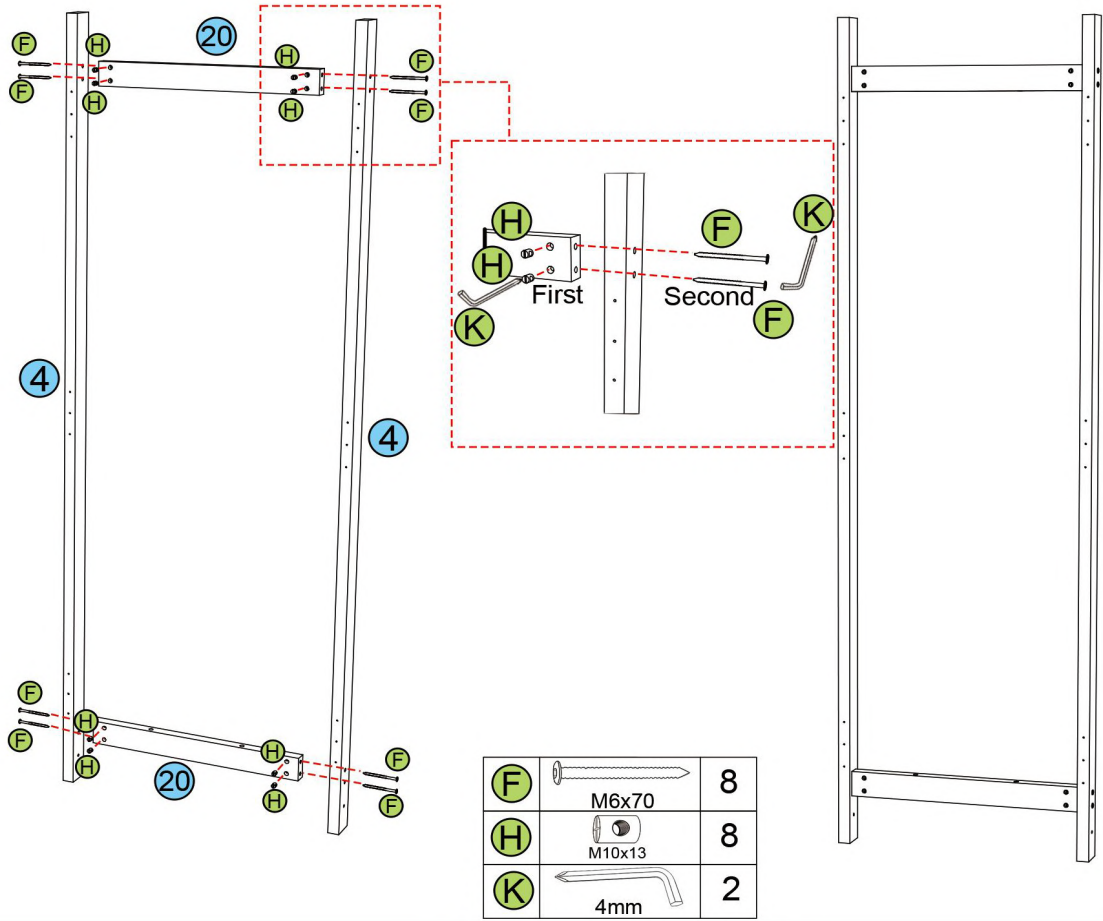 F H 20 H F
F H H F
H K
F
H
First Second
K F
4
4
F
F H H F
H 20 H F
F M6x70 8
H M10x13 8
K 4mm 2